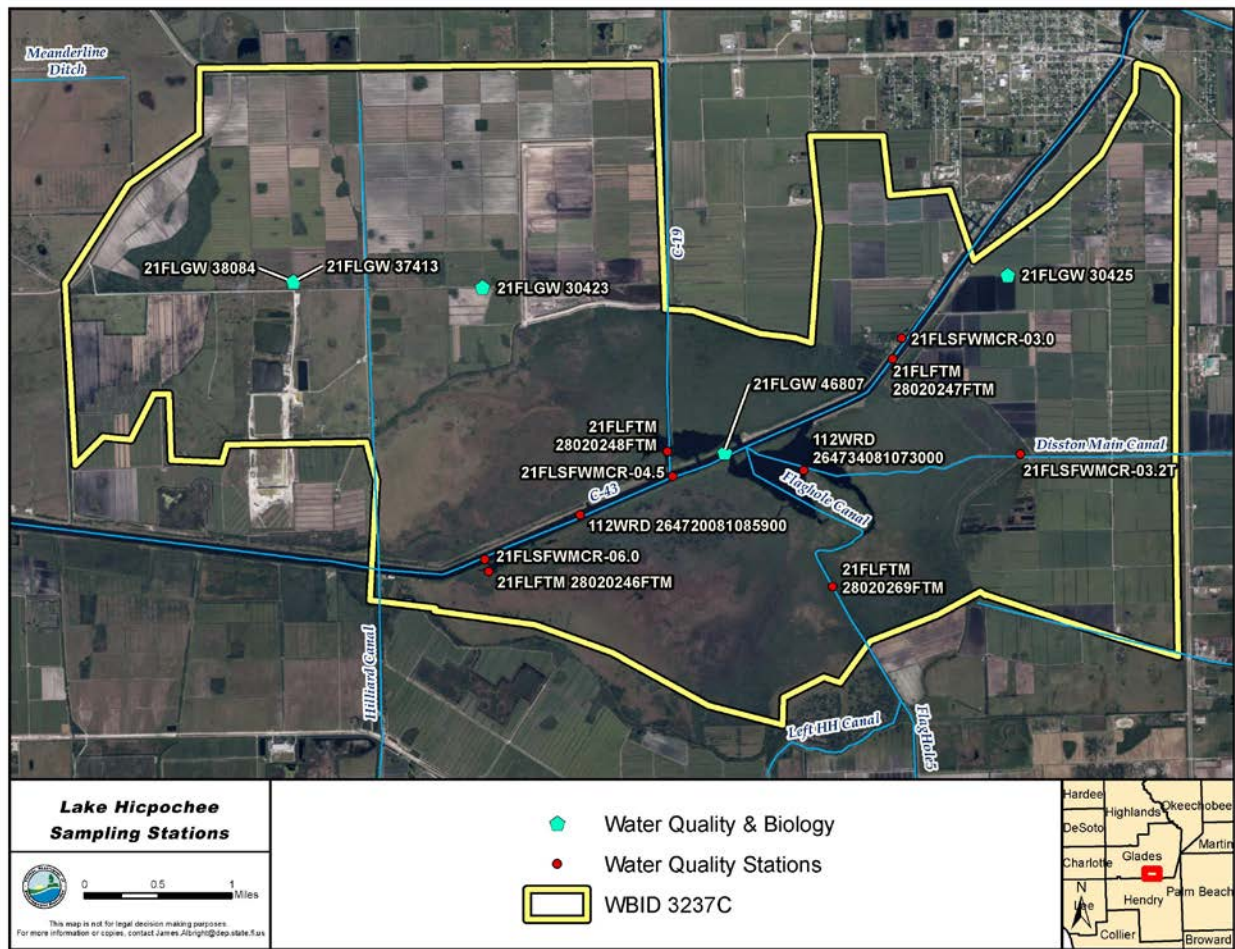 Meanderline
Ditch
C-19
21FLGW 38084
21FLGW 37413
21FLGW 30423
21FLGW 30425
21FLSFWMCR-03.0
21FLFTM
28020247FTM
21FLGW 46807
21FLFTM
28020248FTM
112WRD
264734081073000
Disston Main Canal
21FLSFWMCR-04.5
21FLSFWMCR-03.2T
C-43
Flaghole Canal
112WRD 264720081085900
21FLSFWMCR-06.0
21FLFTM 28020246FTM
21FLFTM
28020269FTM
Hilliard Canal
Left HH Canal
FlagHole5
Lake Hicpochee
Sampling Stations
0 0.5 1
Miles
This map is not for legal decision making purposes.
For more information or copies, contact James.Albright@dep.state.fl.us
Water Quality & Biology
Water Quality Stations
WBID 3237C
Hardee
Highlands
Okeechobee
DeSoto
Martin
Charlotte
Glades
Palm Beach
N
Lee
Hendry
Collier
Broward